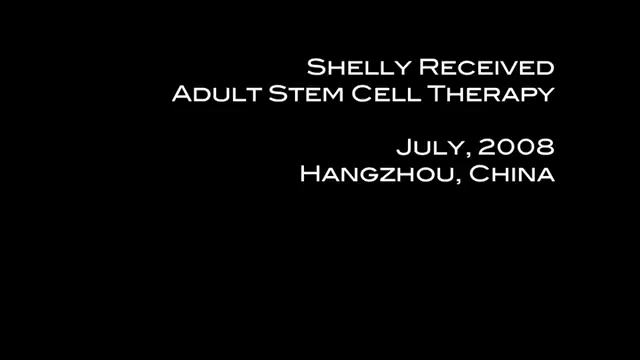 Shelly Received
Adult Stem Cell Therapy
July, 2008
Hangzhou, China